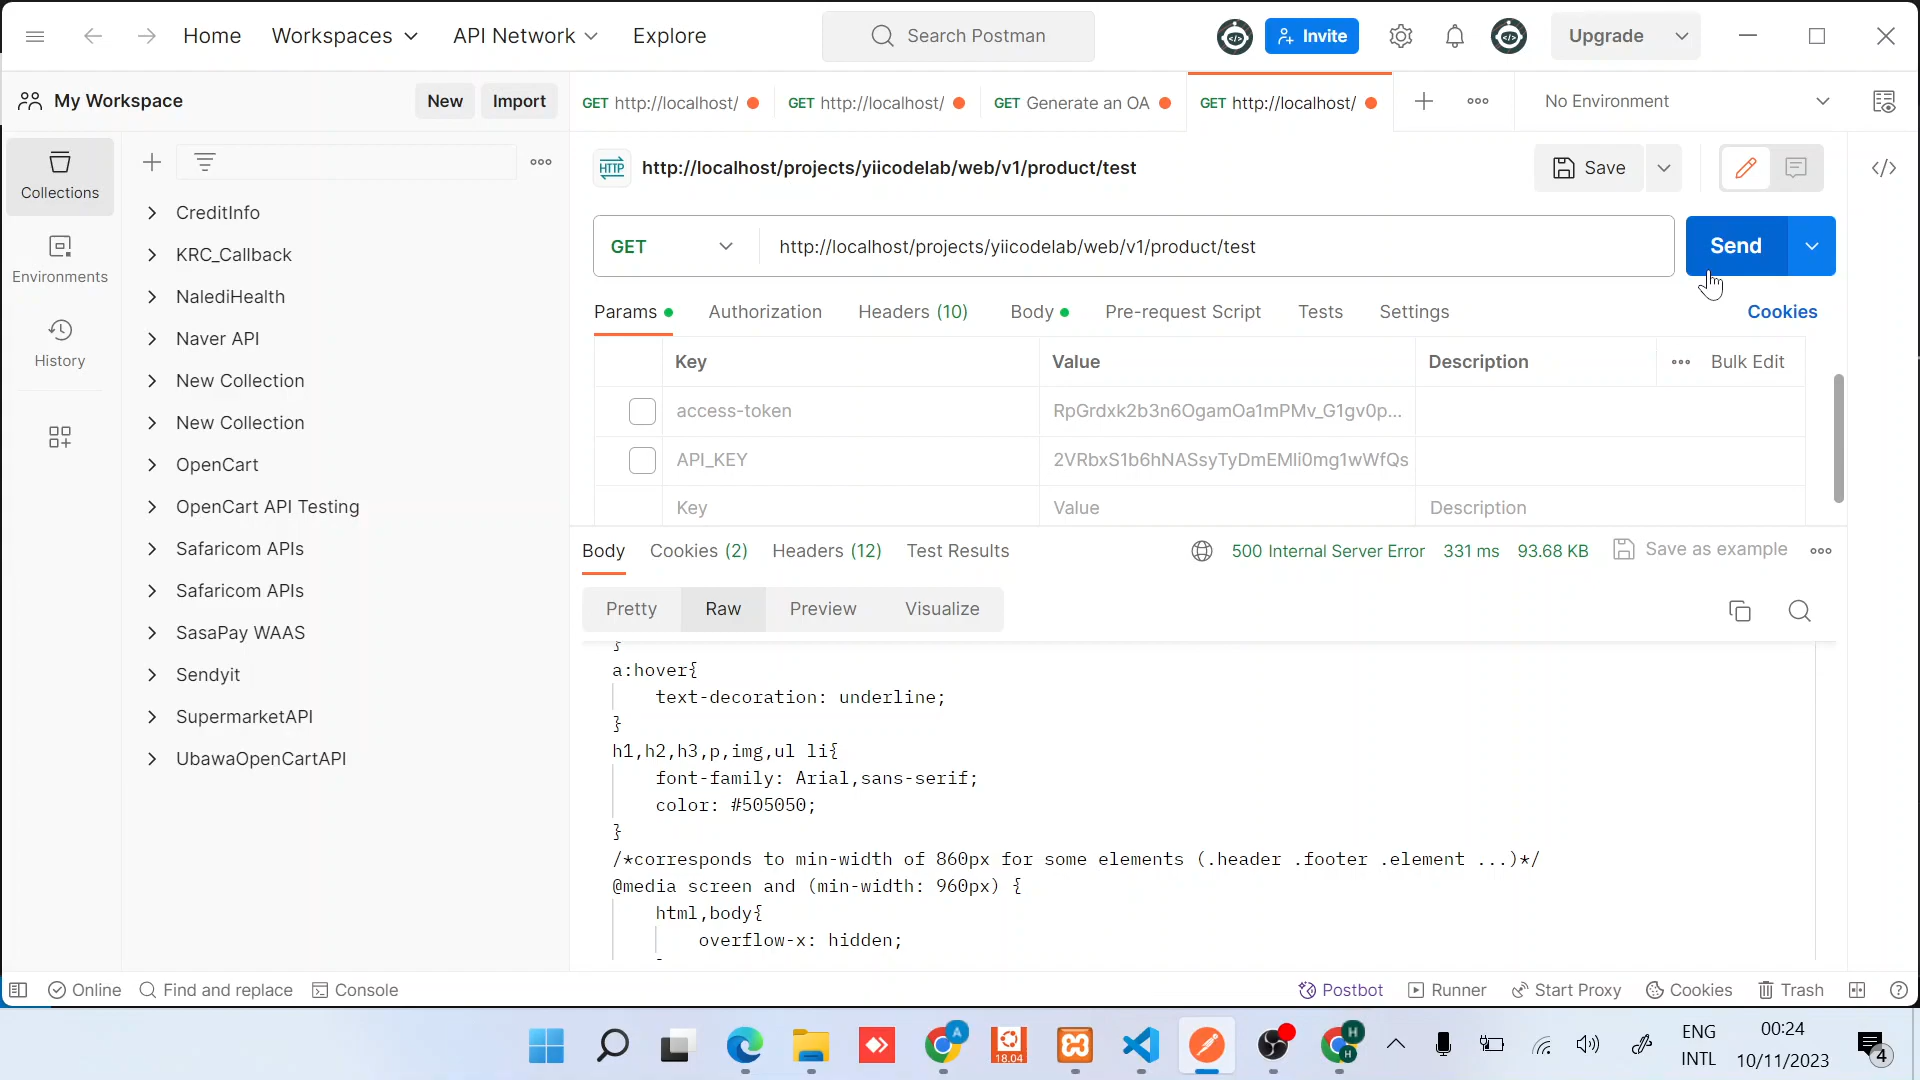 Home
Workspaces
API Network
Explore
Search Postman
Invite
Upgrade
My Workspace
New
Import
GET http://localhost/
GET http://localhost/
GET Generate an OA
GET http://localhost/
No Environment
Collections
Environments
History
CreditInfo
KRC_Callback
NalediHealth
Naver API
New Collection
New Collection
OpenCart
OpenCart API Testing
Safaricom APIs
Safaricom APIs
SasaPay WAAS
Sendyit
SupermarketAPI
UbawaOpenCartAPI
HTTP
http://localhost/projects/yiicodelab/web/v1/product/test
Save
GET
http://localhost/projects/yiicodelab/web/v1/product/test
Send
Params
Authorization
Headers (10)
Body
Pre-request Script
Tests
Settings
Cookies
Key
Value
Description
Bulk Edit
access-token
RpGrdxk2b3n6OgamOa1mPMv_G1gv0p...
API_KEY
2VRbxS1b6hNASsyTyDmEMli0mg1wWfQs
Key
Value
Description
Body
Cookies (2)
Headers (12)
Test Results
500 Internal Server Error
331 ms
93.68 KB
Save as example
Pretty
Raw
Preview
Visualize
}
a:hover{
text-decoration: underline;
}
h1,h2,h3,p,img,ul li{
font-family: Arial,sans-serif;
color: #505050;
}
/*corresponds to min-width of 860px for some elements (.header .footer .element ...)*/
@media screen and (min-width: 960px) {
html,body{
overflow-x: hidden;
Online
Find and replace
Console
Postbot
Runner
Start Proxy
Cookies
Trash
A
18.04
H
H
ENG
INTL
00:24
10/11/2023
4